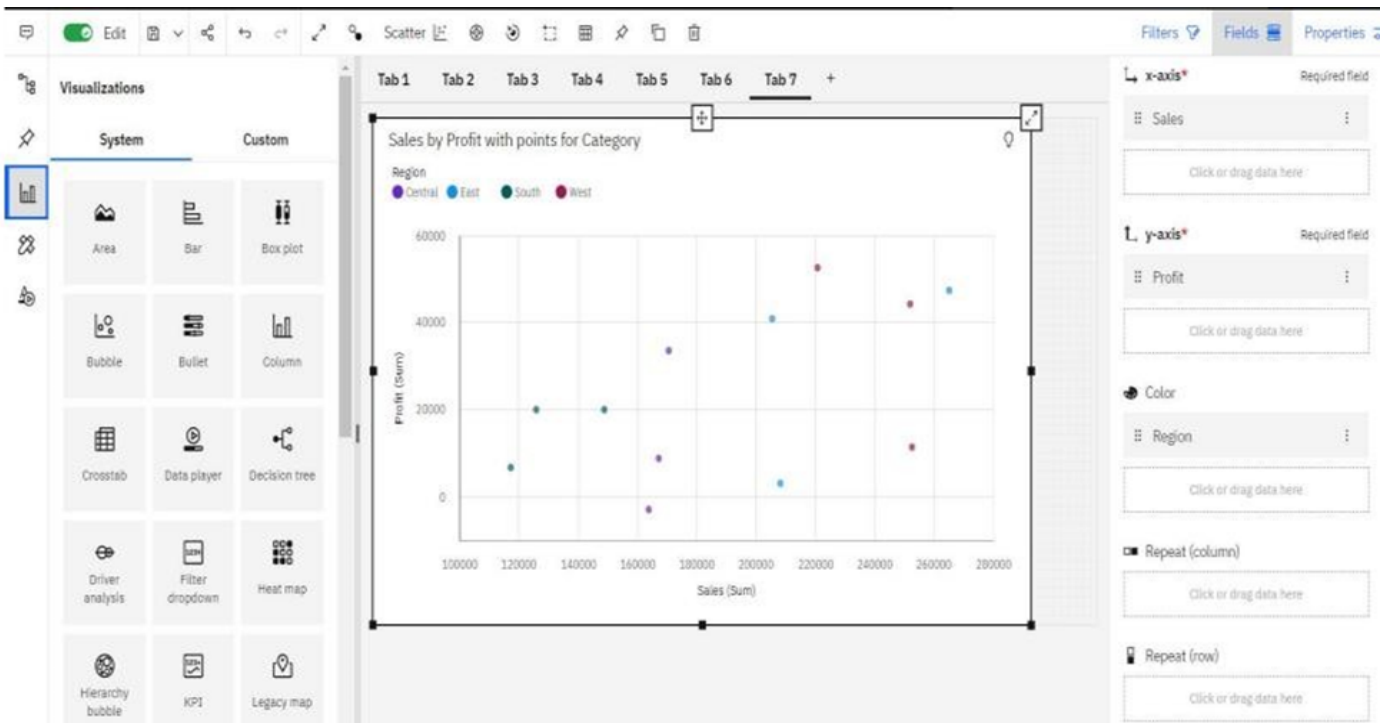 Edit
Scatter
Filters
Fields
Properties
Visualizations
System
Custom
Area
Bar
Box plot
Bubble
Bullet
Column
Crosstab
Data player
Decision tree
Driver
analysis
Filter
dropdown
Heat map
Hierarchy
bubble
KPI
Legacy map
Tab 1
Tab 2
Tab 3
Tab 4
Tab 5
Tab 6
Tab 7
+
Sales by Profit with points for Category
Region
Central
East
South
West
Profit (Sum)
60000
40000
20000
0
100000
120000
140000
160000
180000
200000
220000
240000
260000
280000
Sales (Sum)
x-axis*
Required field
Sales
Click or drag data here
y-axis*
Required field
Profit
Click or drag data here
Color
Region
Click or drag data here
Repeat (column)
Click or drag data here
Repeat (row)
Click or drag data here